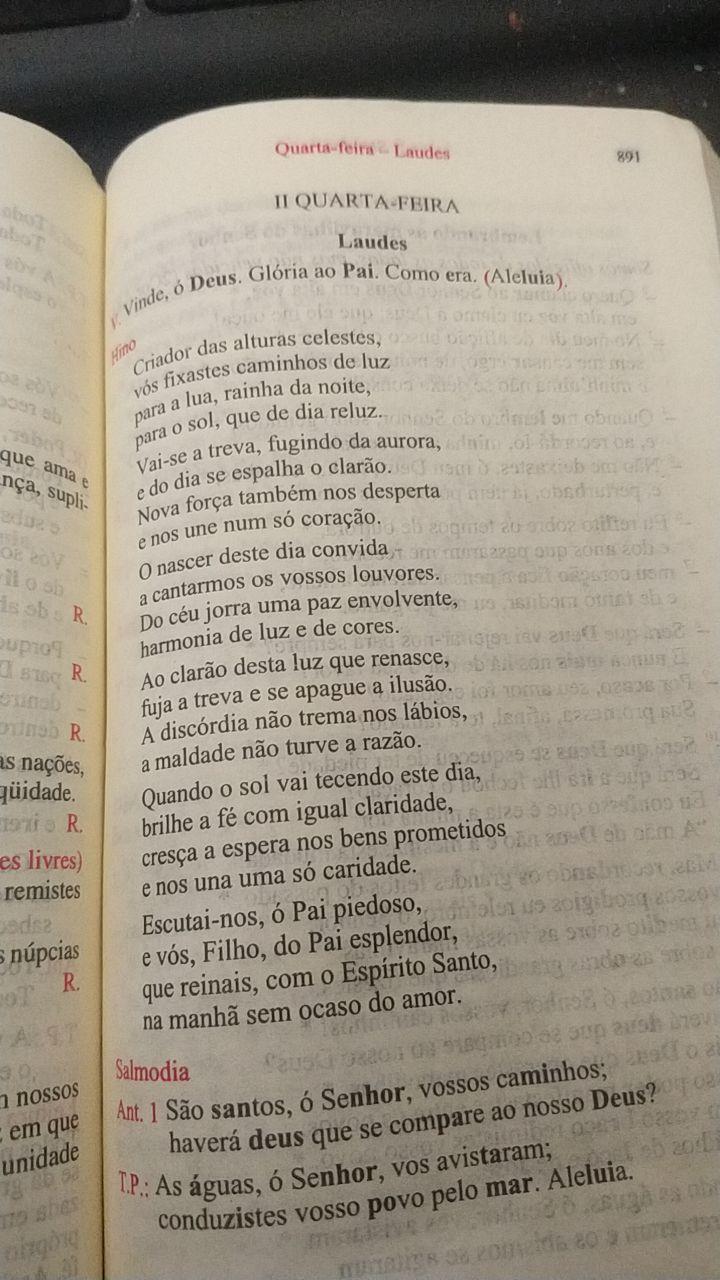 que ama e
nça, supli-
R.
R.
R.
as nações,
qüidade.
R.
es livres)
remistes
s núpcias
R.
nossos
em que
unidade
Quarta-feira – Laudes 891
II QUARTA-FEIRA
Laudes
V. Vinde, ó Deus. Glória ao Pai. Como era. (Aleluia).
Hino
Criador das alturas celestes,
vós fixastes caminhos de luz
para a lua, rainha da noite,
para o sol, que de dia reluz.
Vai-se a treva, fugindo da aurora,
e do dia se espalha o clarão.
Nova força também nos desperta
e nos une num só coração.
O nascer deste dia convida
a cantarmos os vossos louvores.
Do céu jorra uma paz envolvente,
harmonia de luz e de cores.
Ao clarão desta luz que renasce,
fuja a treva e se apague a ilusão.
A discórdia não trema nos lábios,
a maldade não turve a razão.
Quando o sol vai tecendo este dia,
brilhe a fé com igual claridade,
cresça a espera nos bens prometidos
e nos una uma só caridade.
Escutai-nos, ó Pai piedoso,
e vós, Filho, do Pai esplendor,
que reinais, com o Espírito Santo,
na manhã sem ocaso do amor.
Salmodia
Ant. 1 São santos, ó Senhor, vossos caminhos;
haverá deus que se compare ao nosso Deus?
T.P.: As águas, ó Senhor, vos avistaram;
conduzistes vosso povo pelo mar. Aleluia.